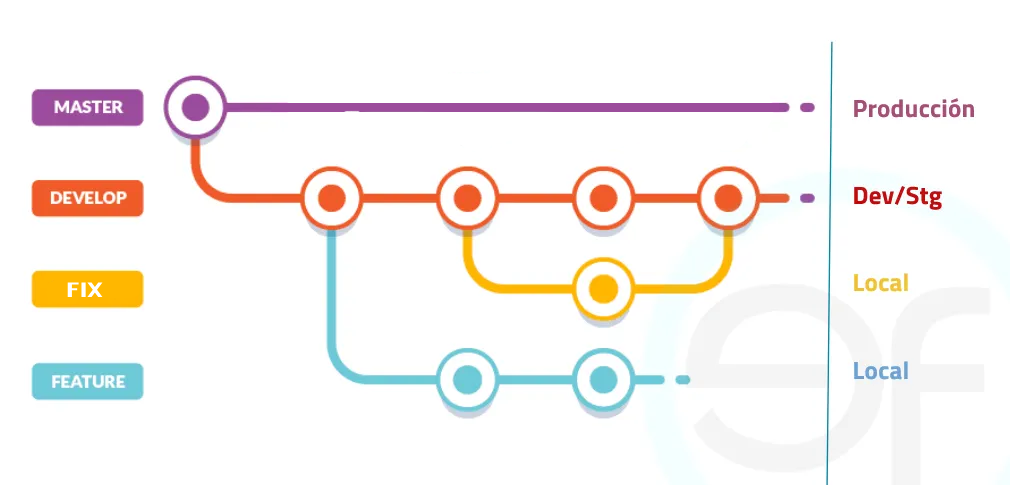 MASTER
Producción
DEVELOP
Dev/Stg
FIX
Local
FEATURE
Local